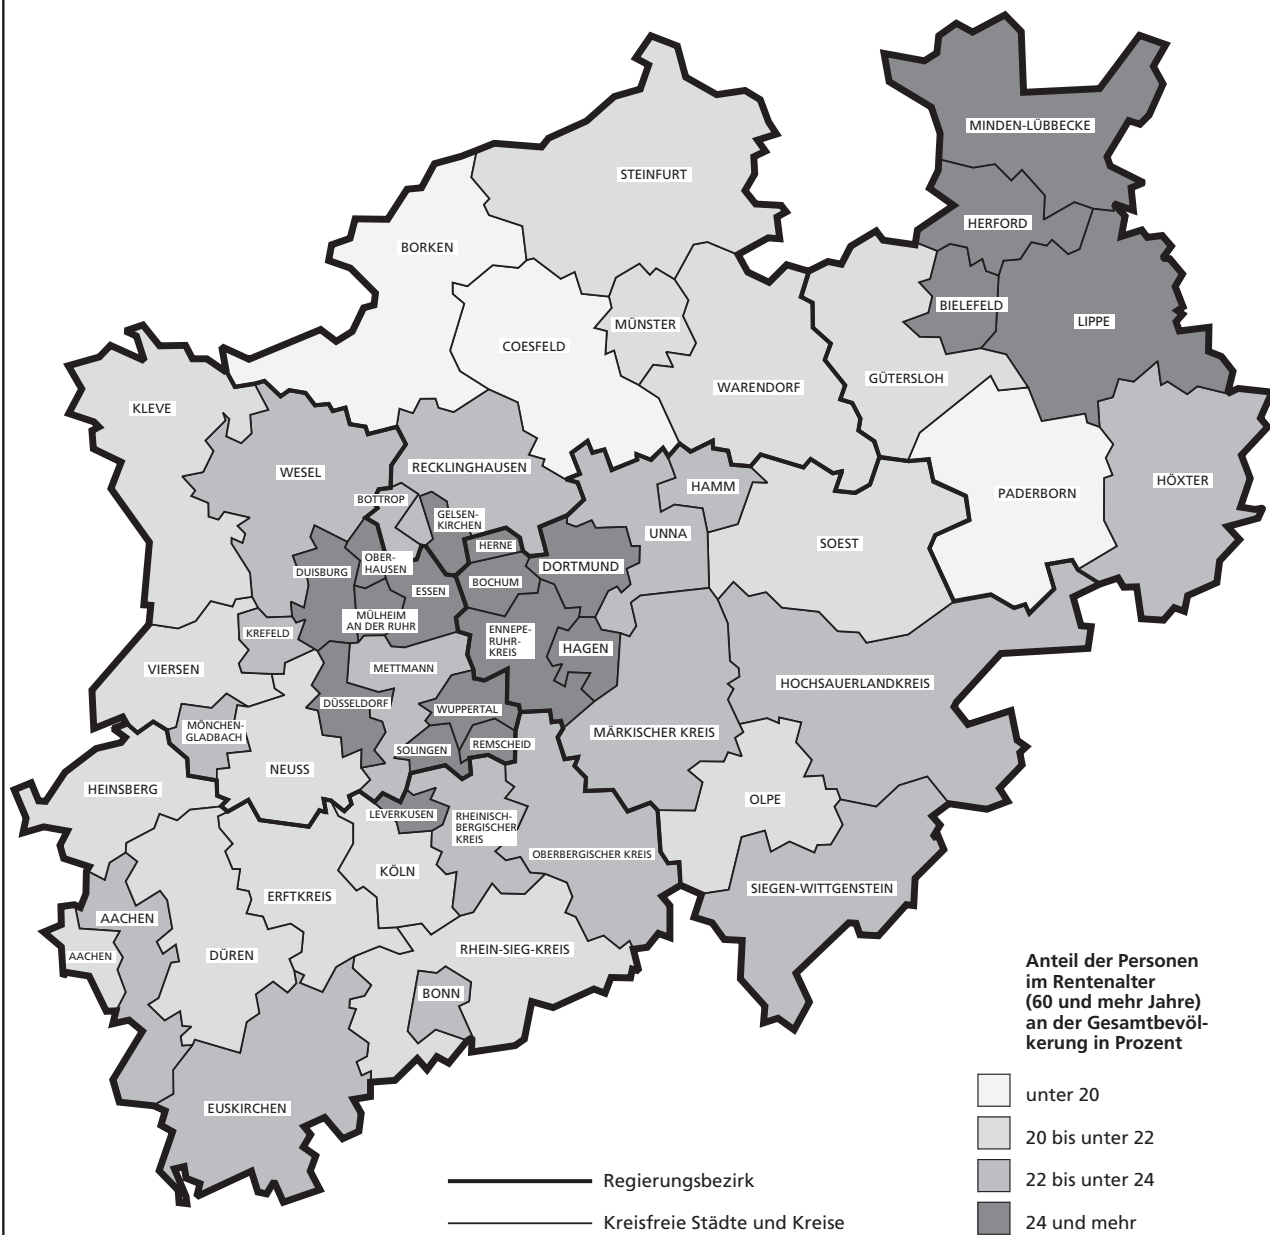 MINDEN-LÜBBECKE
STEINFURT
HERFORD
BORKEN
BIELEFELD
LIPPE
MÜNSTER
COESFELD
GÜTERSLOH
WARENDORF
KLEVE
RECKLINGHAUSEN
WESEL
HÖXTER
HAMM
PADERBORN
BOTTROP
GELSEN-
KIRCHEN
UNNA
SOEST
HERNE
OBER-
HAUSEN
DORTMUND
DUISBURG
BOCHUM
ESSEN
MÜLHEIM
AN DER RUHR
KREFELD
ENNEPE-
RUHR-
KREIS
HAGEN
VIERSEN
METTMANN
HOCHSAUERLANDKREIS
DÜSSELDORF
WUPPERTAL
MÖNCHEN-
GLADBACH
MÄRKISCHER KREIS
SOLINGEN
REMSCHEID
NEUSS
HEINSBERG
OLPE
LEVERKUSEN
RHEINISCH-
BERGISCHER
KREIS
OBERBERGISCHER KREIS
KÖLN
SIEGEN-WITTGENSTEIN
ERFTKREIS
AACHEN
RHEIN-SIEG-KREIS
AACHEN
DÜREN
BONN
EUSKIRCHEN
Anteil der Personen
im Rentenalter
(60 und mehr Jahre)
an der Gesamtbevöl-
kerung in Prozent
unter 20
20 bis unter 22
22 bis unter 24
24 und mehr
Regierungsbezirk
Kreisfreie Städte und Kreise